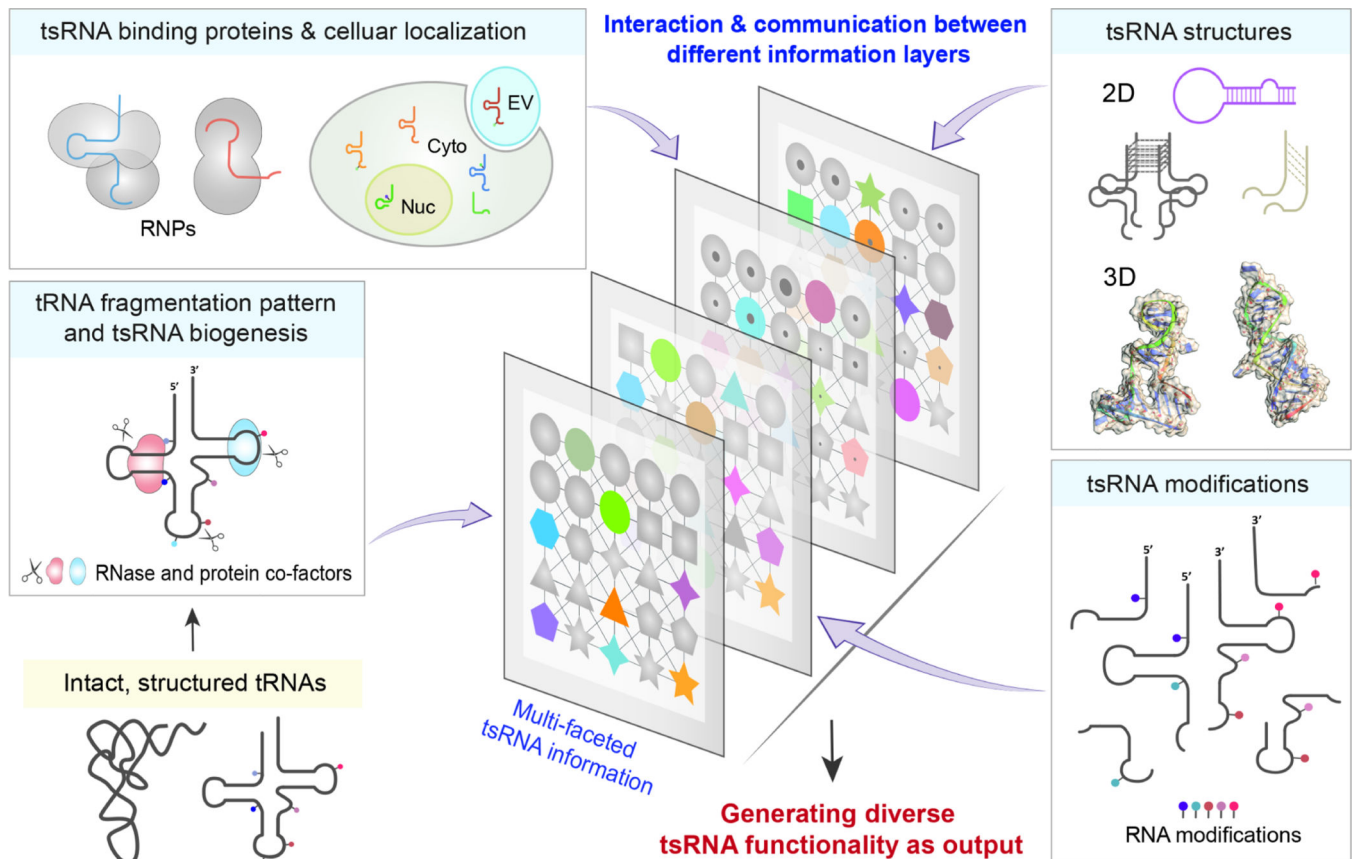 tsRNA binding proteins & celluar localization
RNPs
EV
Cyto
Nuc
Interaction & communication between
different information layers
tsRNA structures
2D
3D
tRNA fragmentation pattern
and tsRNA biogenesis
5′
3′
RNase and protein co-factors
Intact, structured tRNAs
Multi-faceted
tsRNA information
Generating diverse
tsRNA functionality as output
tsRNA modifications
5′
5′
3′
3′
RNA modifications